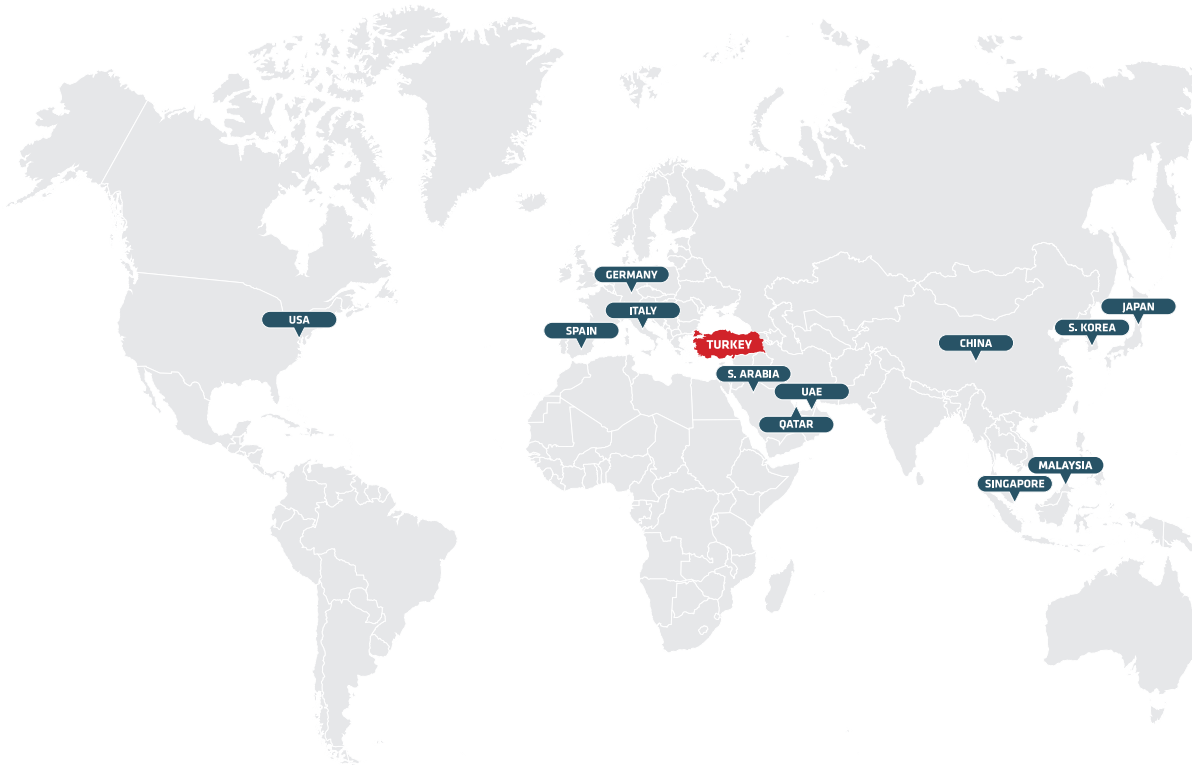 GERMANY
JAPAN
ITALY
USA
S. KOREA
SPAIN
CHINA
TURKEY
S. ARABIA
UAE
QATAR
MALAYSIA
SINGAPORE